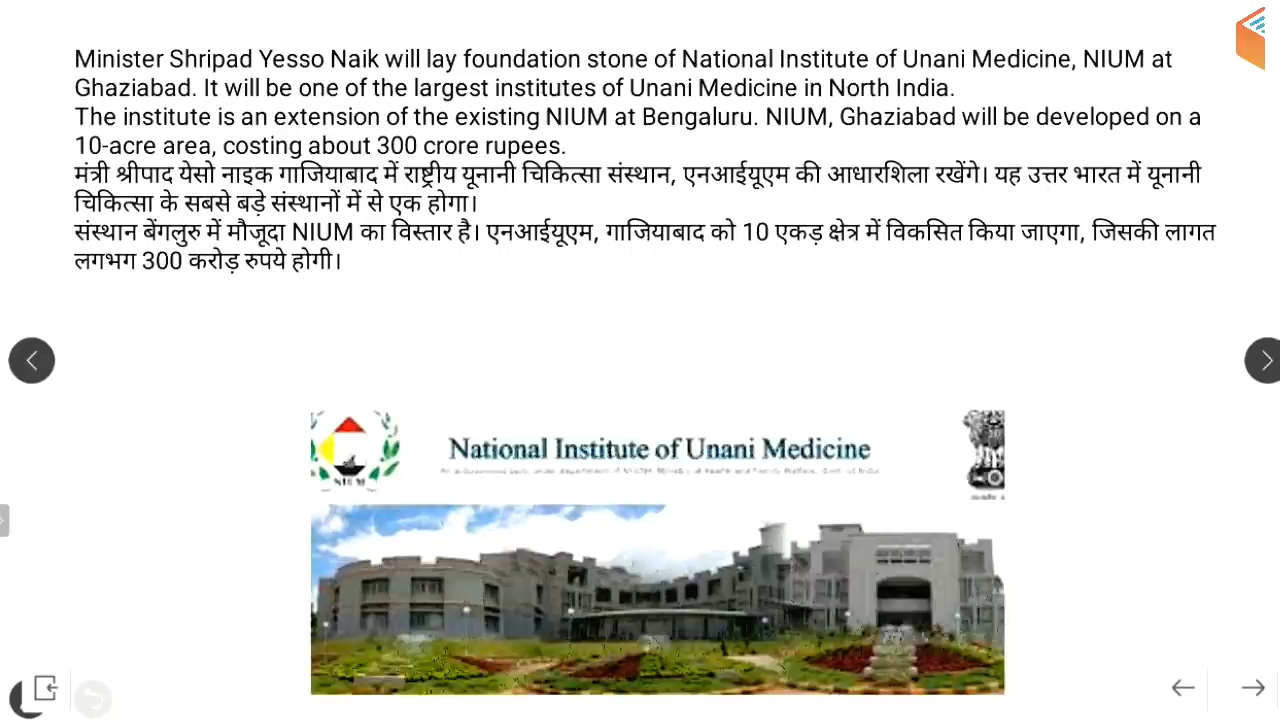 Minister Shripad Yesso Naik will lay foundation stone of National Institute of Unani Medicine, NIUM at
Ghaziabad. It will be one of the largest institutes of Unani Medicine in North India.
The institute is an extension of the existing NIUM at Bengaluru. NIUM, Ghaziabad will be developed on a
10-acre area, costing about 300 crore rupees.
मंत्री श्रीपाद येसो नाइक गाजियाबाद में राष्ट्रीय यूनानी चिकित्सा संस्थान, एनआईयूएम की आधारशिला रखेंगे। यह उत्तर भारत में यूनानी
चिकित्सा के सबसे बड़े संस्थानों में से एक होगा।
संस्थान बेंगलुरु में मौजूदा NIUM का विस्तार है। एनआईयूएम, गाजियाबाद को 10 एकड़ क्षेत्र में विकसित किया जाएगा, जिसकी लागत
लगभग 300 करोड़ रुपये होगी।
National Institute of Unani Medicine
NIUM